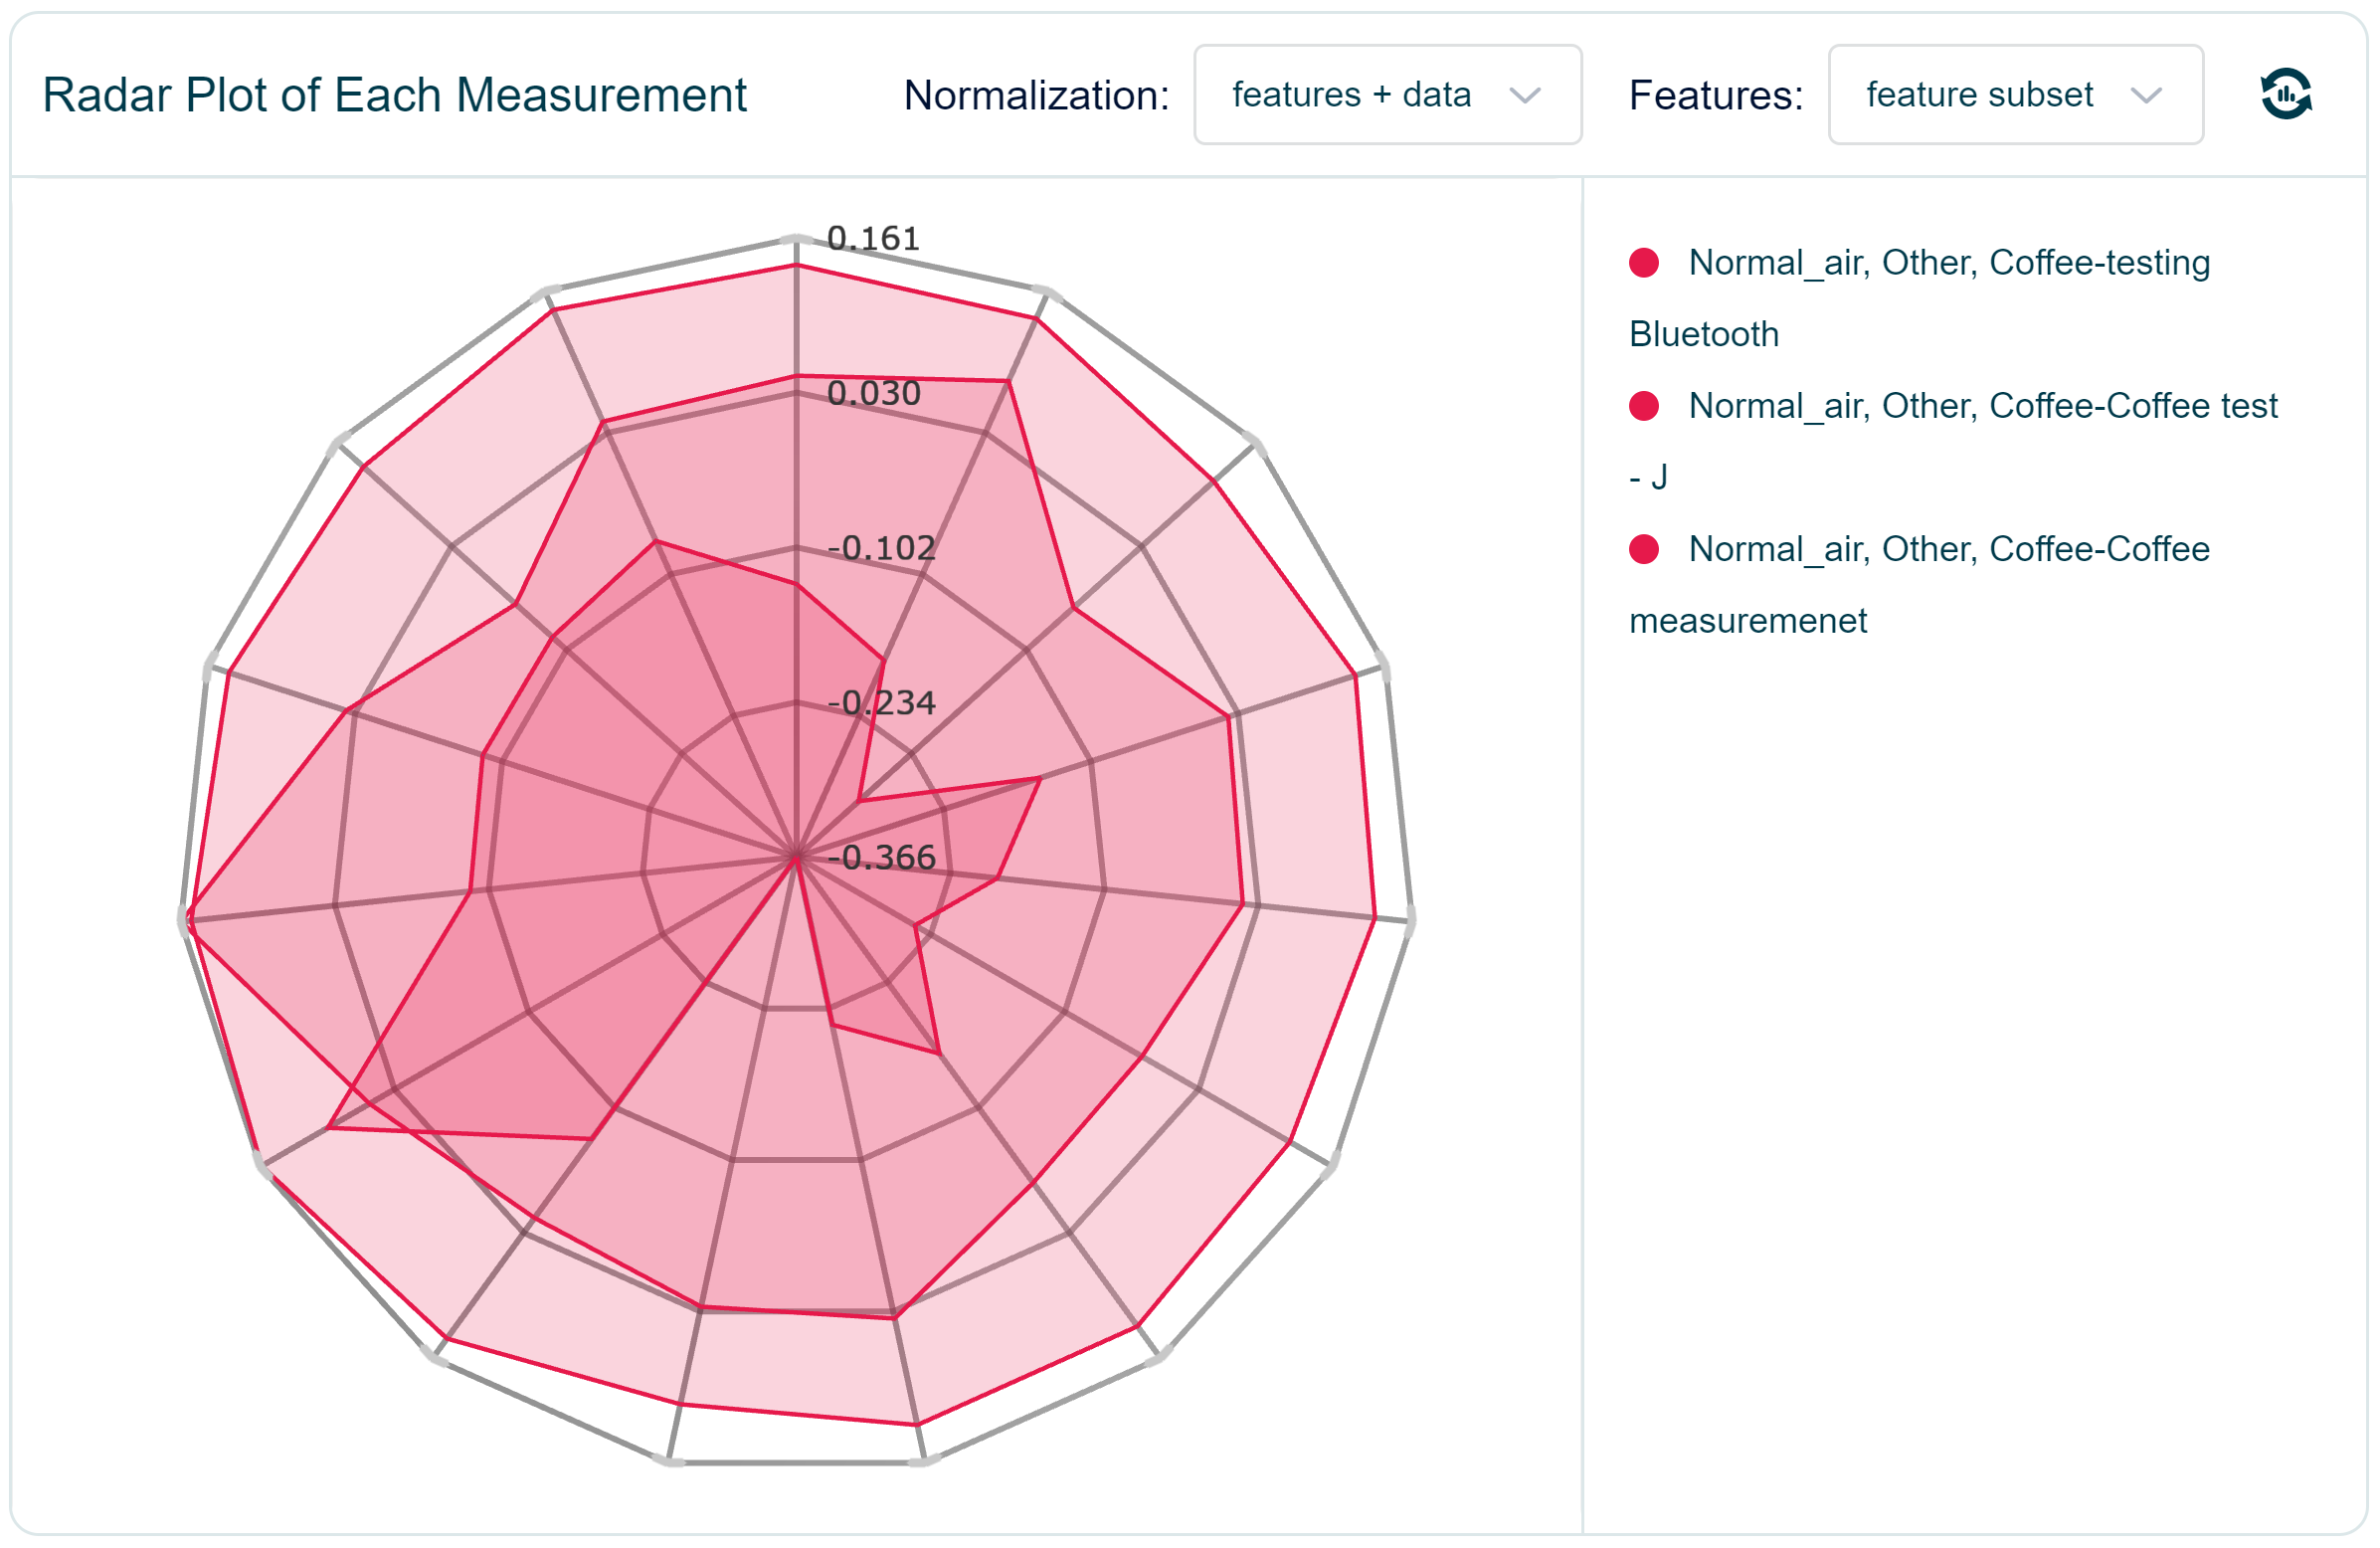 Radar Plot of Each Measurement
Normalization:
features + data
Features:
feature subset
0.161
0.030
-0.102
-0.234
-0.366
Normal_air, Other, Coffee-testing
Bluetooth
Normal_air, Other, Coffee-Coffee test
- J
Normal_air, Other, Coffee-Coffee
measuremenet